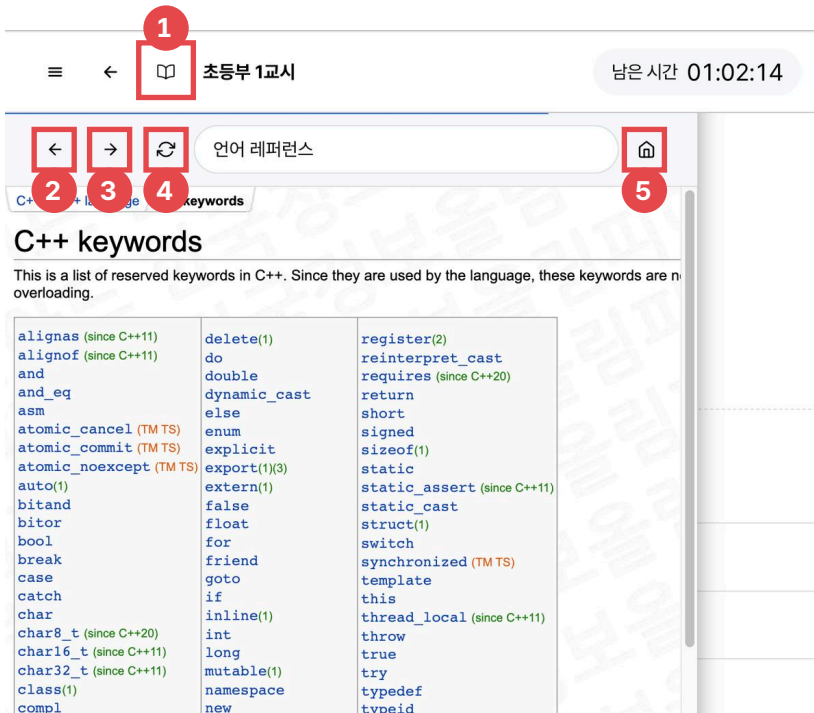 1
초등부 1교시
남은 시간 01:02:14
언어 레퍼런스
2
3
4
5
keywords
C++ keywords
This is a list of reserved keywords in C++. Since they are used by the language, these keywords are
overloading.
alignas (since C++11)
alignof (since C++11)
and
and_eq
asm
atomic_cancel (TM TS)
atomic_commit (TM TS)
atomic_noexcept (TM TS)
auto(1)
bitand
bitor
bool
break
case
catch
char
char8_t (since C++20)
char16_t (since C++11)
char32_t (since C++11)
class(1)
compl
delete(1)
do
double
dynamic_cast
else
enum
explicit
export(1)(3)
extern(1)
false
float
for
friend
goto
if
inline(1)
int
long
mutable(1)
namespace
new
register(2)
reinterpret_cast
requires (since C++20)
return
short
signed
sizeof(1)
static
static_assert (since C++11)
static_cast
struct(1)
switch
synchronized (TM TS)
template
this
thread_local (since C++11)
throw
true
try
typedef
typeid